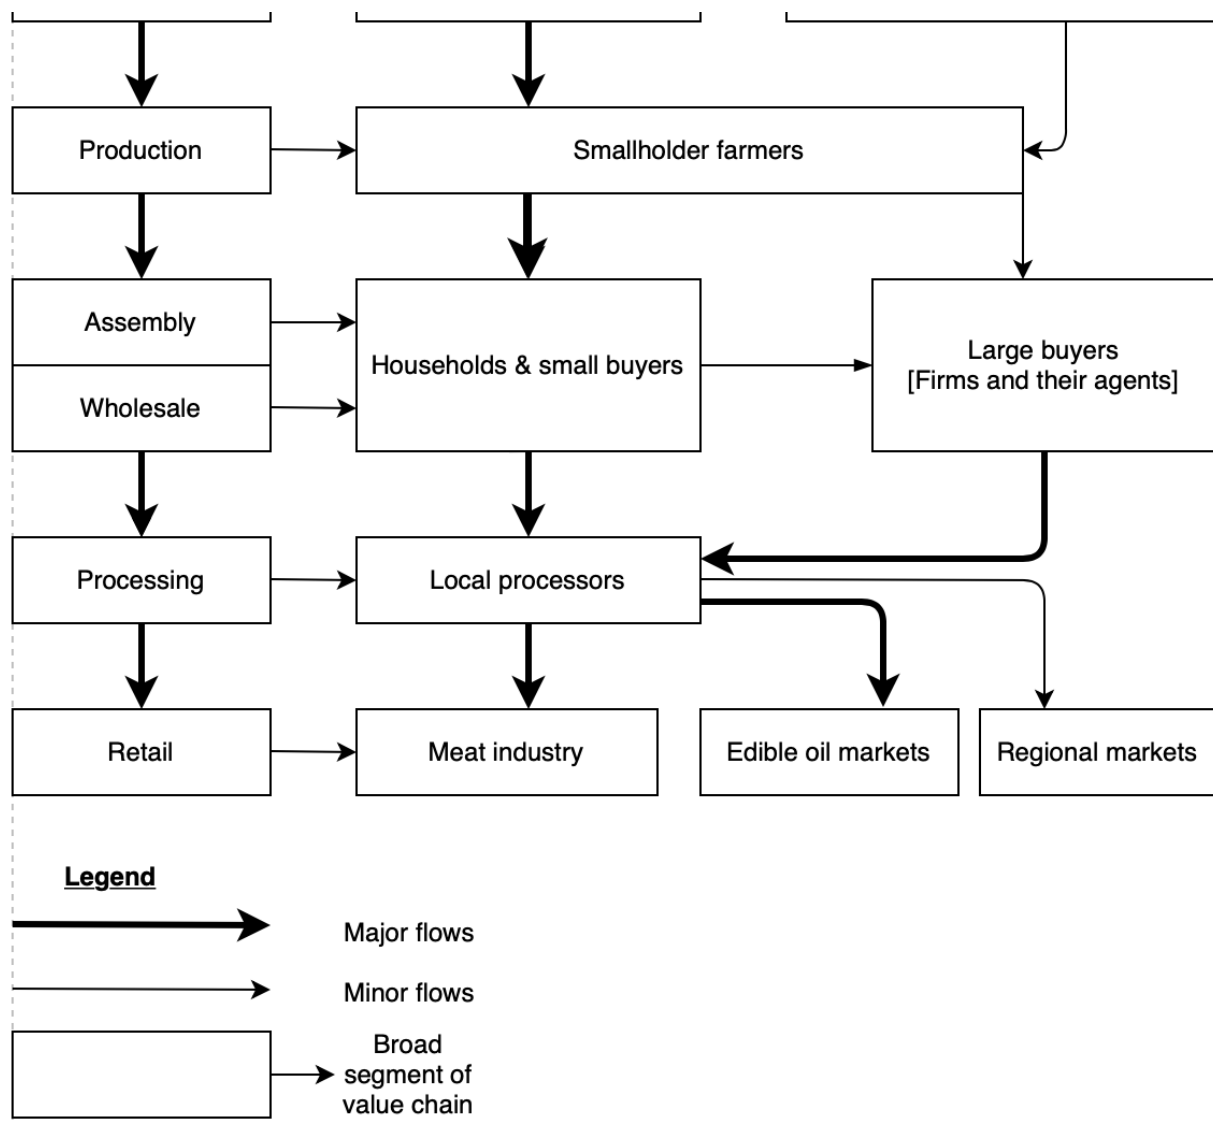 Production
Smallholder farmers
Assembly
Wholesale
Households & small buyers
Large buyers
[Firms and their agents]
Processing
Local processors
Retail
Meat industry
Edible oil markets
Regional markets
Legend
Major flows
Minor flows
Broad
segment of
value chain